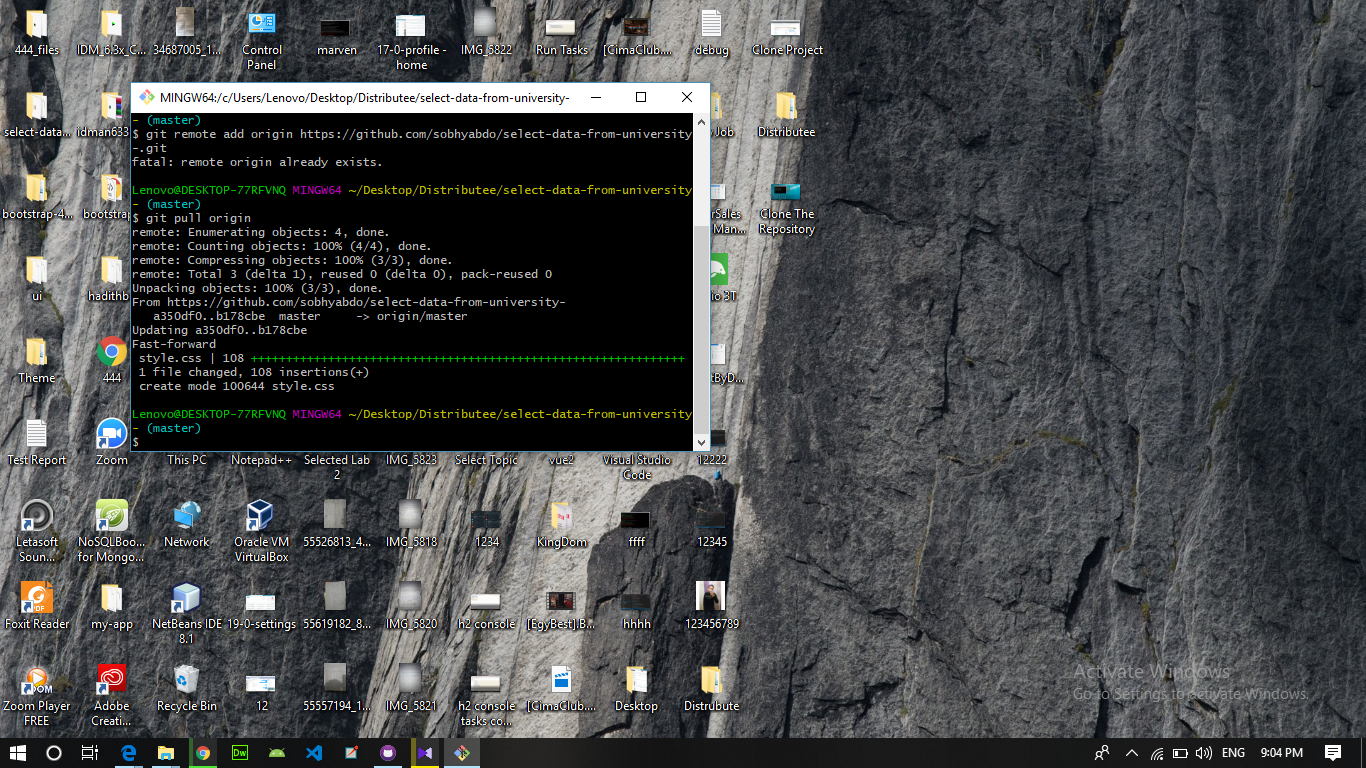 444_files
IDM_6.3x_C...
34687005_1...
Control
Panel
marven
17-0-profile -
home
IMG_5822
Run Tasks
[CimaClub....
debug
Clone Project
MINGW64:/c/Users/Lenovo/Desktop/Distributee/select-data-from-university-
- (master)
$ git remote add origin https://github.com/sobhyabdo/select-data-from-university
-.git
fatal: remote origin already exists.
Lenovo@DESKTOP-77RFVNQ MINGW64 ~/Desktop/Distributee/select-data-from-university
- (master)
$ git pull origin
remote: Enumerating objects: 4, done.
remote: Counting objects: 100% (4/4), done.
remote: Compressing objects: 100% (3/3), done.
remote: Total 3 (delta 1), reused 0 (delta 0), pack-reused 0
Unpacking objects: 100% (3/3), done.
From https://github.com/sobhyabdo/select-data-from-university-
a350df0..b178cbe  master     -> origin/master
Updating a350df0..b178cbe
Fast-forward
style.css | 108 ++++++++++++++++++++++++++++++++++++++++++++++++++++++++++++++
1 file changed, 108 insertions(+)
create mode 100644 style.css
Lenovo@DESKTOP-77RFVNQ MINGW64 ~/Desktop/Distributee/select-data-from-university
- (master)
$
select-data...
idman633
Job
Distributee
bootstrap-4...
bootstrap
Sales
Man...
Clone The
Repository
ui
hadithb
3T
Theme
444
tByD...
Test Report
Zoom
This PC
Notepad++
Selected Lab
2
IMG_5823
Select Topic
vue2
Visual Studio
Code
12222
Letasoft
Soun...
NoSQLBoo...
for Mongo...
Network
Oracle VM
VirtualBox
55526813_4...
IMG_5818
1234
KingDom
ffff
12345
Foxit Reader
my-app
NetBeans IDE
8.1
19-0-settings
55619182_8...
IMG_5820
h2 console
[EgyBest].B...
hhhh
123456789
Zoom Player
FREE
Adobe
Creati...
Recycle Bin
12
55557194_1...
IMG_5821
h2 console
tasks co...
[CimaClub....
Desktop
Distrubute
Activate Windows
Go to Settings to activate Windows.
Dw
ENG
9:04 PM